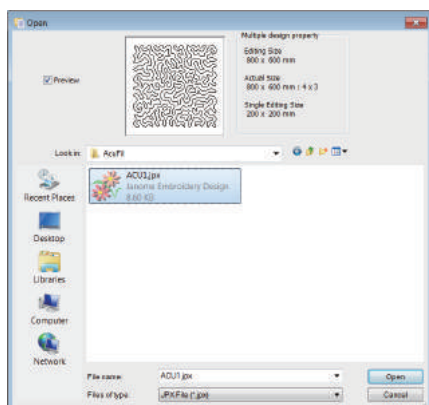 Open
Multiple design property
Editing Size
800 x 600 mm
Actual Size
800 x 600 mm : 4 x 3
Single Editing Size
200 x 200 mm
Preview
Look in:
AcuFil
ACU1.jpx
Janome Embroidery Design
8.60 KB
Recent Places
Desktop
Libraries
Computer
Network
File name:
ACU1.jpx
Open
Files of type:
JPX File (*.jpx)
Cancel